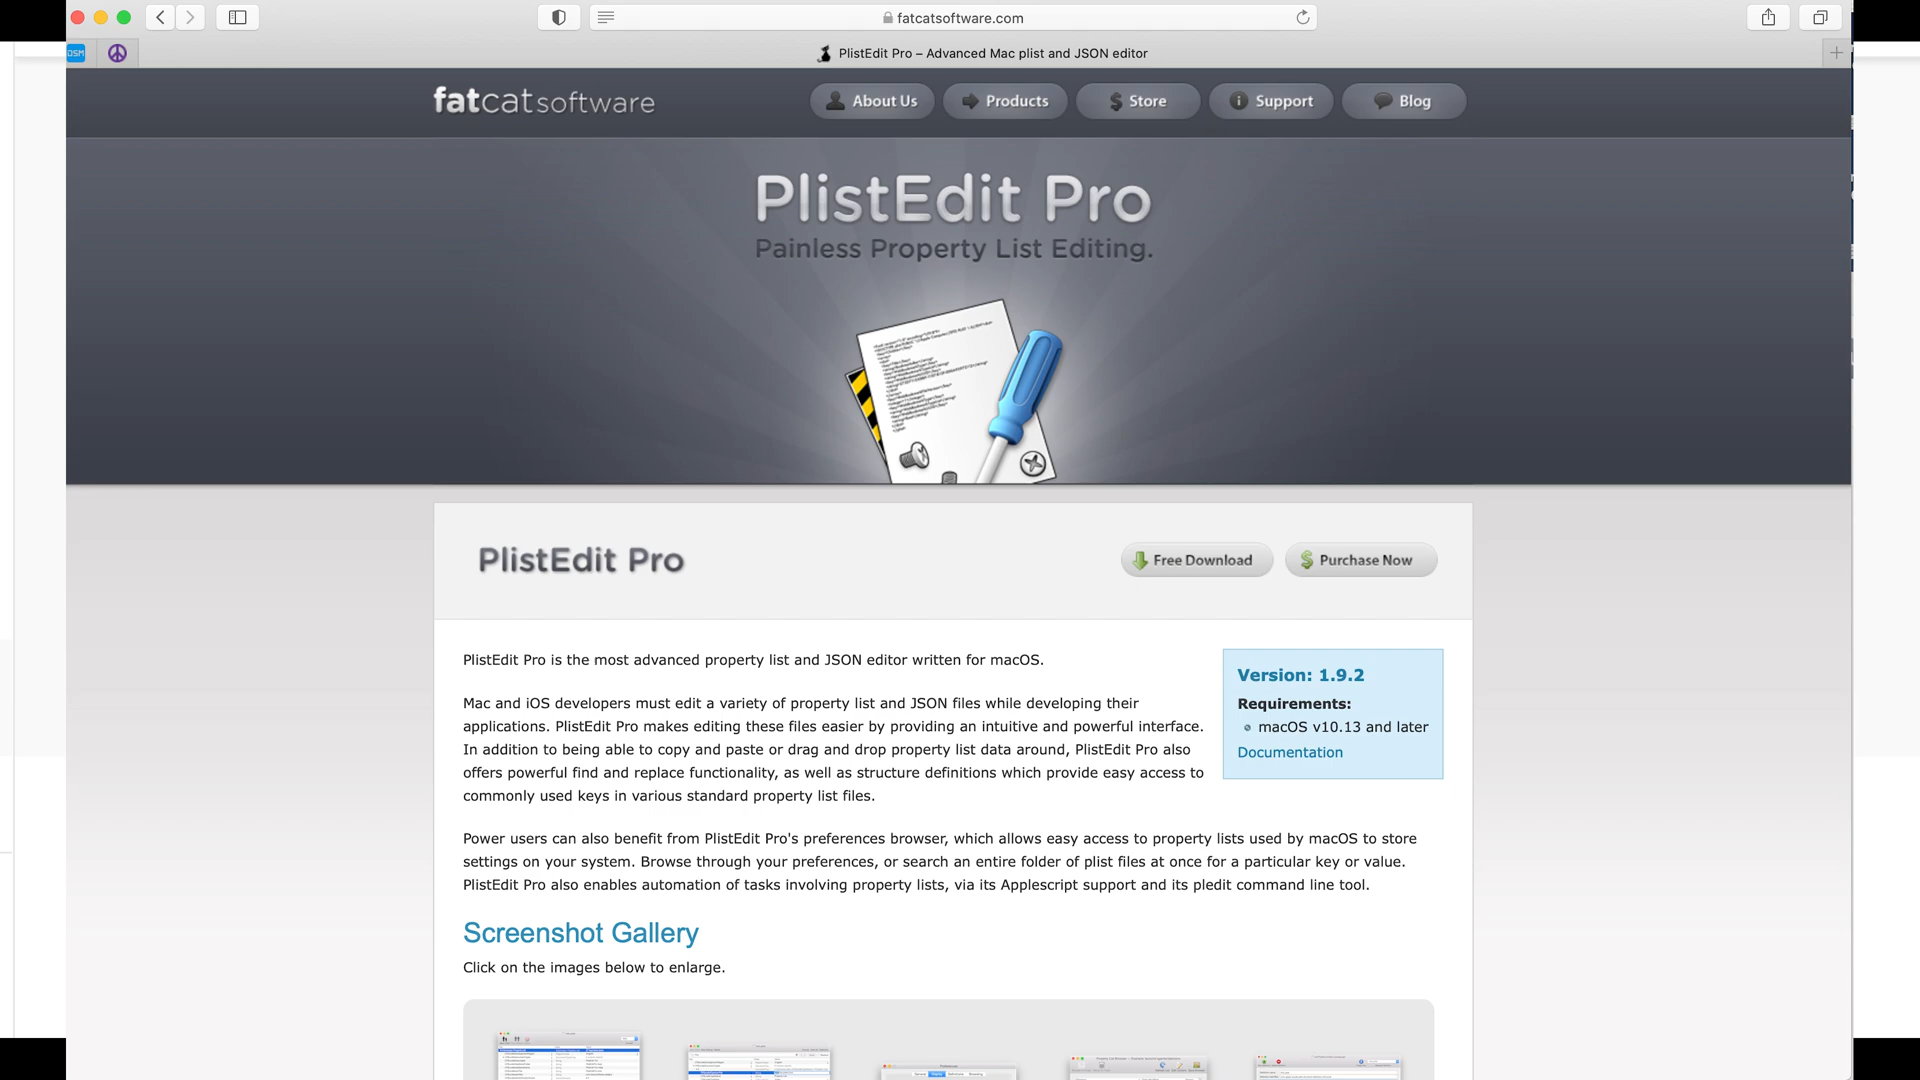 fatcatsoftware.com
DSM
PlistEdit Pro – Advanced Mac plist and JSON editor
fatcatsoftware
About Us
Products
Store
Support
Blog
PlistEdit Pro
Painless Property List Editing.
PlistEdit Pro
Free Download
Purchase Now
PlistEdit Pro is the most advanced property list and JSON editor written for macOS.
Mac and iOS developers must edit a variety of property list and JSON files while developing their
applications. PlistEdit Pro makes editing these files easier by providing an intuitive and powerful interface.
In addition to being able to copy and paste or drag and drop property list data around, PlistEdit Pro also
offers powerful find and replace functionality, as well as structure definitions which provide easy access to
commonly used keys in various standard property list files.
Version: 1.9.2
Requirements:
macOS v10.13 and later
Documentation
Power users can also benefit from PlistEdit Pro's preferences browser, which allows easy access to property lists used by macOS to store
settings on your system. Browse through your preferences, or search an entire folder of plist files at once for a particular key or value.
PlistEdit Pro also enables automation of tasks involving property lists, via its Applescript support and its pledit command line tool.
Screenshot Gallery
Click on the images below to enlarge.